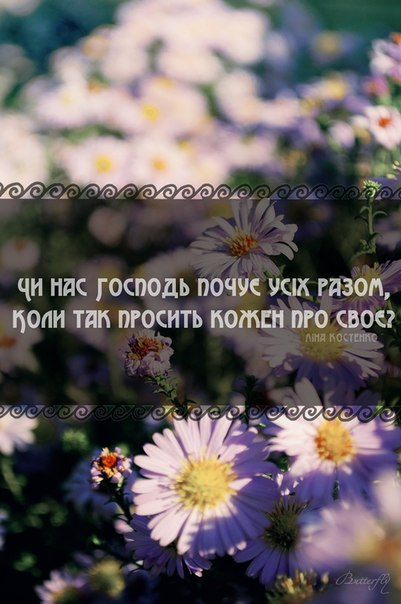 Чи нас Господь почує усіх разом,
Коли так просить кожен про своє?
Ліна Костенко
Butterfly